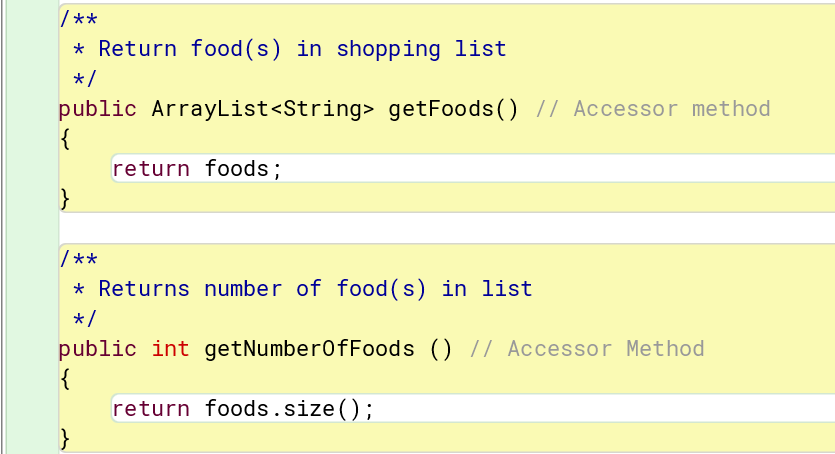 /**
 * Return food(s) in shopping list
 */
public ArrayList<String> getFoods() // Accessor method
{
    return foods;
}
/**
 * Returns number of food(s) in list
 */
public int getNumberOfFoods () // Accessor Method
{
    return foods.size();
}